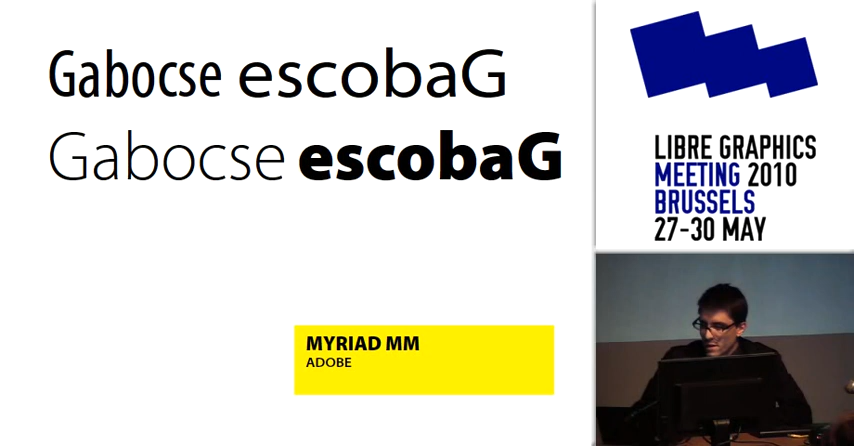 Gabocse escobaG
Gabocse escobaG
MYRIAD MM
ADOBE
LIBRE GRAPHICS
MEETING 2010
BRUSSELS
27-30 MAY